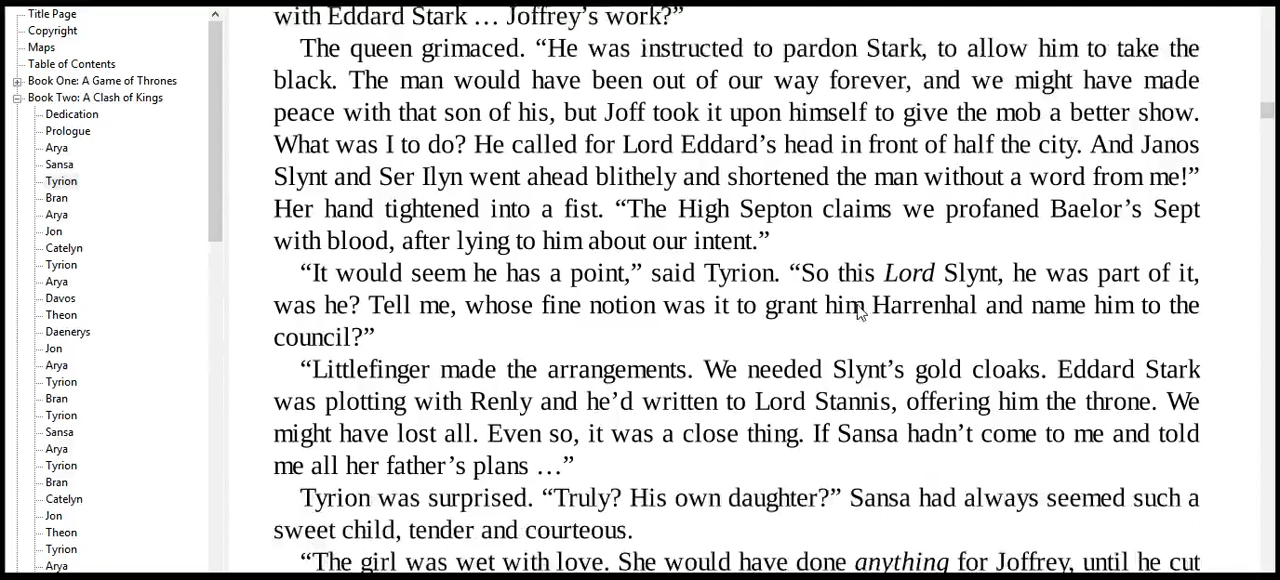 Title Page
Copyright
Maps
Table of Contents
Book One: A Game of Thrones
Book Two: A Clash of Kings
Dedication
Prologue
Arya
Sansa
Tyrion
Bran
Arya
Jon
Catelyn
Tyrion
Arya
Davos
Theon
Daenerys
Jon
Arya
Tyrion
Bran
Tyrion
Sansa
Arya
Tyrion
Bran
Catelyn
Jon
Theon
Tyrion
Arya
with Eddard Stark … Joffrey’s work?”
The queen grimaced. “He was instructed to pardon Stark, to allow him to take the
black. The man would have been out of our way forever, and we might have made
peace with that son of his, but Joff took it upon himself to give the mob a better show.
What was I to do? He called for Lord Eddard’s head in front of half the city. And Janos
Slynt and Ser Ilyn went ahead blithely and shortened the man without a word from me!”
Her hand tightened into a fist. “The High Septon claims we profaned Baelor’s Sept
with blood, after lying to him about our intent.”
“It would seem he has a point,” said Tyrion. “So this Lord Slynt, he was part of it,
was he? Tell me, whose fine notion was it to grant him Harrenhal and name him to the
council?”
“Littlefinger made the arrangements. We needed Slynt’s gold cloaks. Eddard Stark
was plotting with Renly and he’d written to Lord Stannis, offering him the throne. We
might have lost all. Even so, it was a close thing. If Sansa hadn’t come to me and told
me all her father’s plans …”
Tyrion was surprised. “Truly? His own daughter?” Sansa had always seemed such a
sweet child, tender and courteous.
“The girl was wet with love. She would have done anything for Joffrey, until he cut